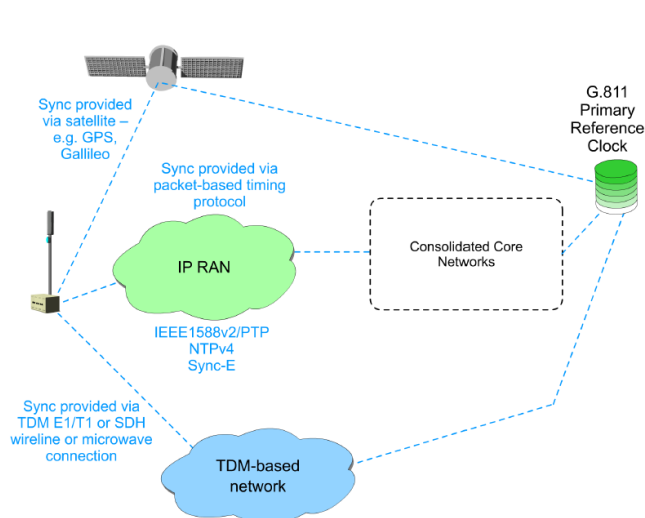 Sync provided
via satellite –
e.g. GPS,
Gallileo
G.811
Primary
Reference
Clock
Sync provided via
packet-based timing
protocol
IP RAN
Consolidated Core
Networks
IEEE1588v2/PTP
NTPv4
Sync-E
Sync provided via
TDM E1/T1 or SDH
wireline or microwave
connection
TDM-based
network